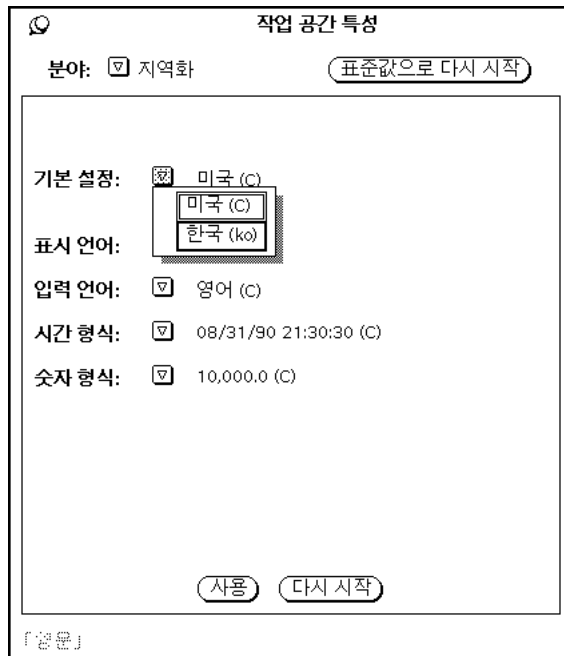 작업 공간 특성
분야: 지역화 표준값으로 다시 시작
기본 설정: 미국 (C)
미국 (C)
한국 (ko)
표시 언어:
입력 언어: 영어 (C)
시간 형식: 08/31/90 21:30:30 (C)
숫자 형식: 10,000.0 (C)
사용 다시 시작
「영문」